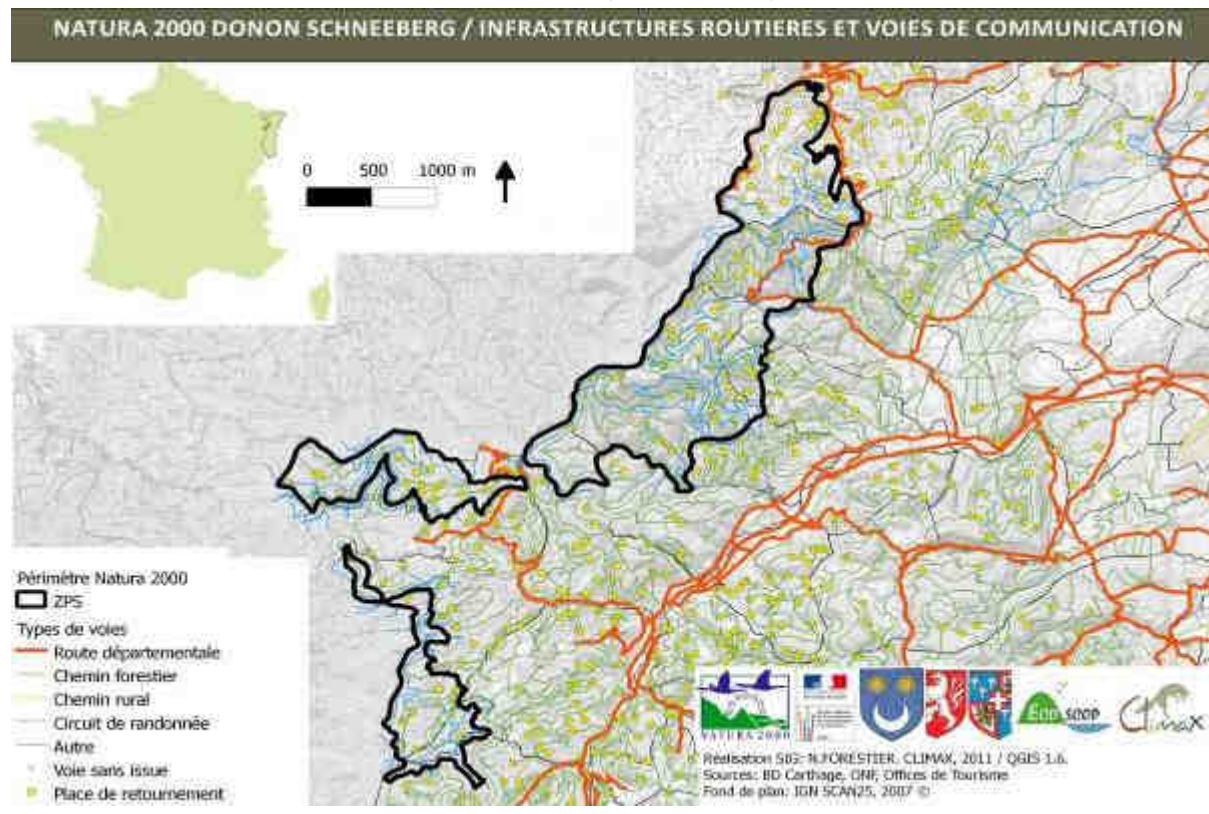 NATURA 2000 DONON SCHNEEBERG / INFRASTRUCTURES ROUTIERES ET VOIES DE COMMUNICATION
0 500 1000 m
Périmètre Natura 2000
ZPS
Types de voies
Route départementale
Chemin forestier
Chemin rural
Circuit de randonnée
Autre
Voie sans issue
Place de retournement
NATURA 2000
Eco SCOP
Climax
Réalisation SIG: N.FORESTIER. CLIMAX, 2011 / QGIS 1.6.
Sources: BD Carthage, ONF, Offices de Tourisme
Fond de plan: IGN SCAN25, 2007 ©